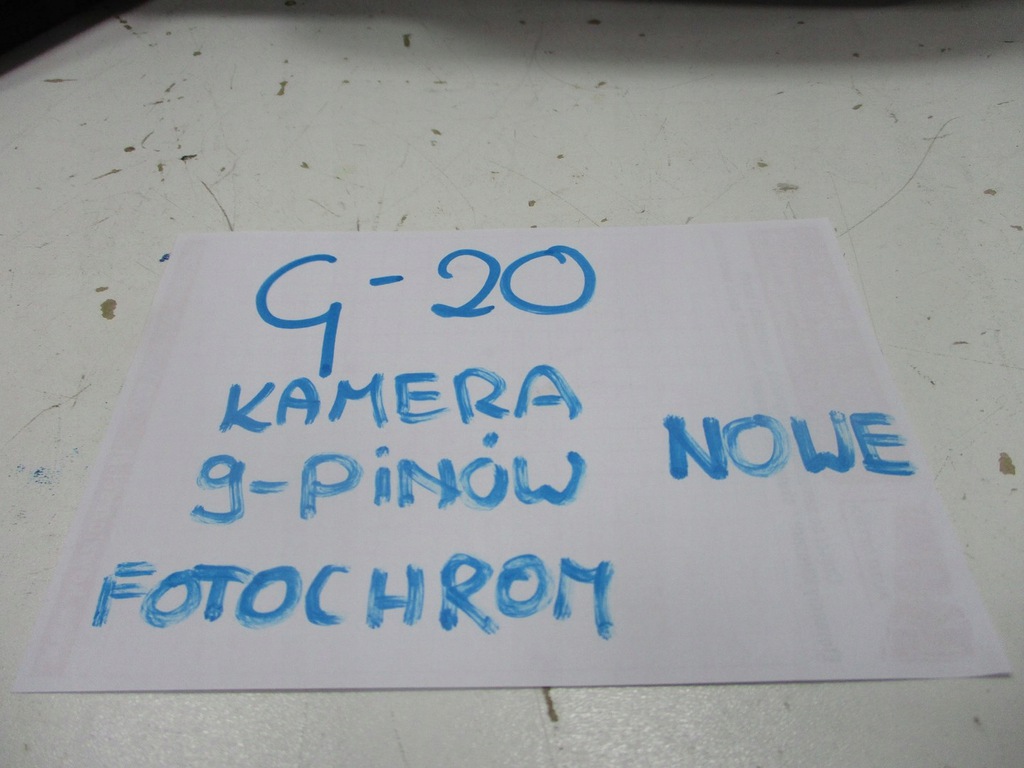 G-20
KAMERA
9-PiNÓW
NOWE
FOTOCHROM